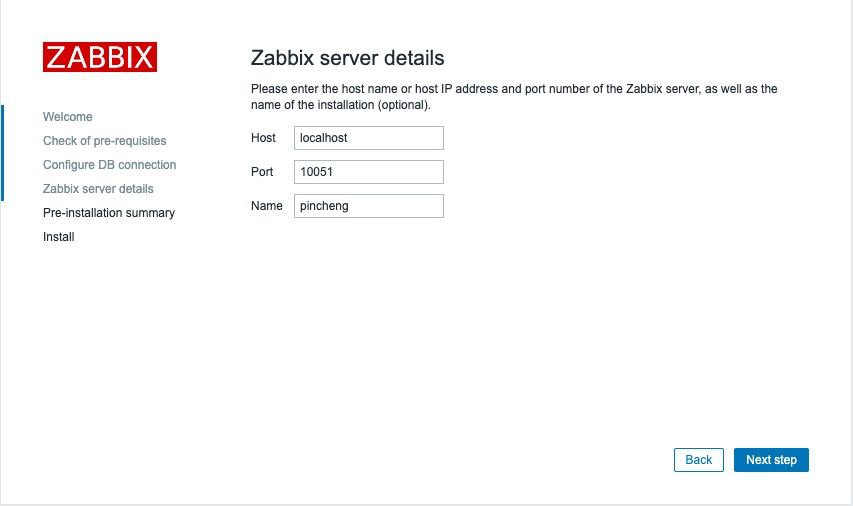 ZABBIX
Welcome
Check of pre-requisites
Configure DB connection
Zabbix server details
Pre-installation summary
Install
Zabbix server details
Please enter the host name or host IP address and port number of the Zabbix server, as well as the
name of the installation (optional).
Host localhost
Port 10051
Name pincheng
Back Next step